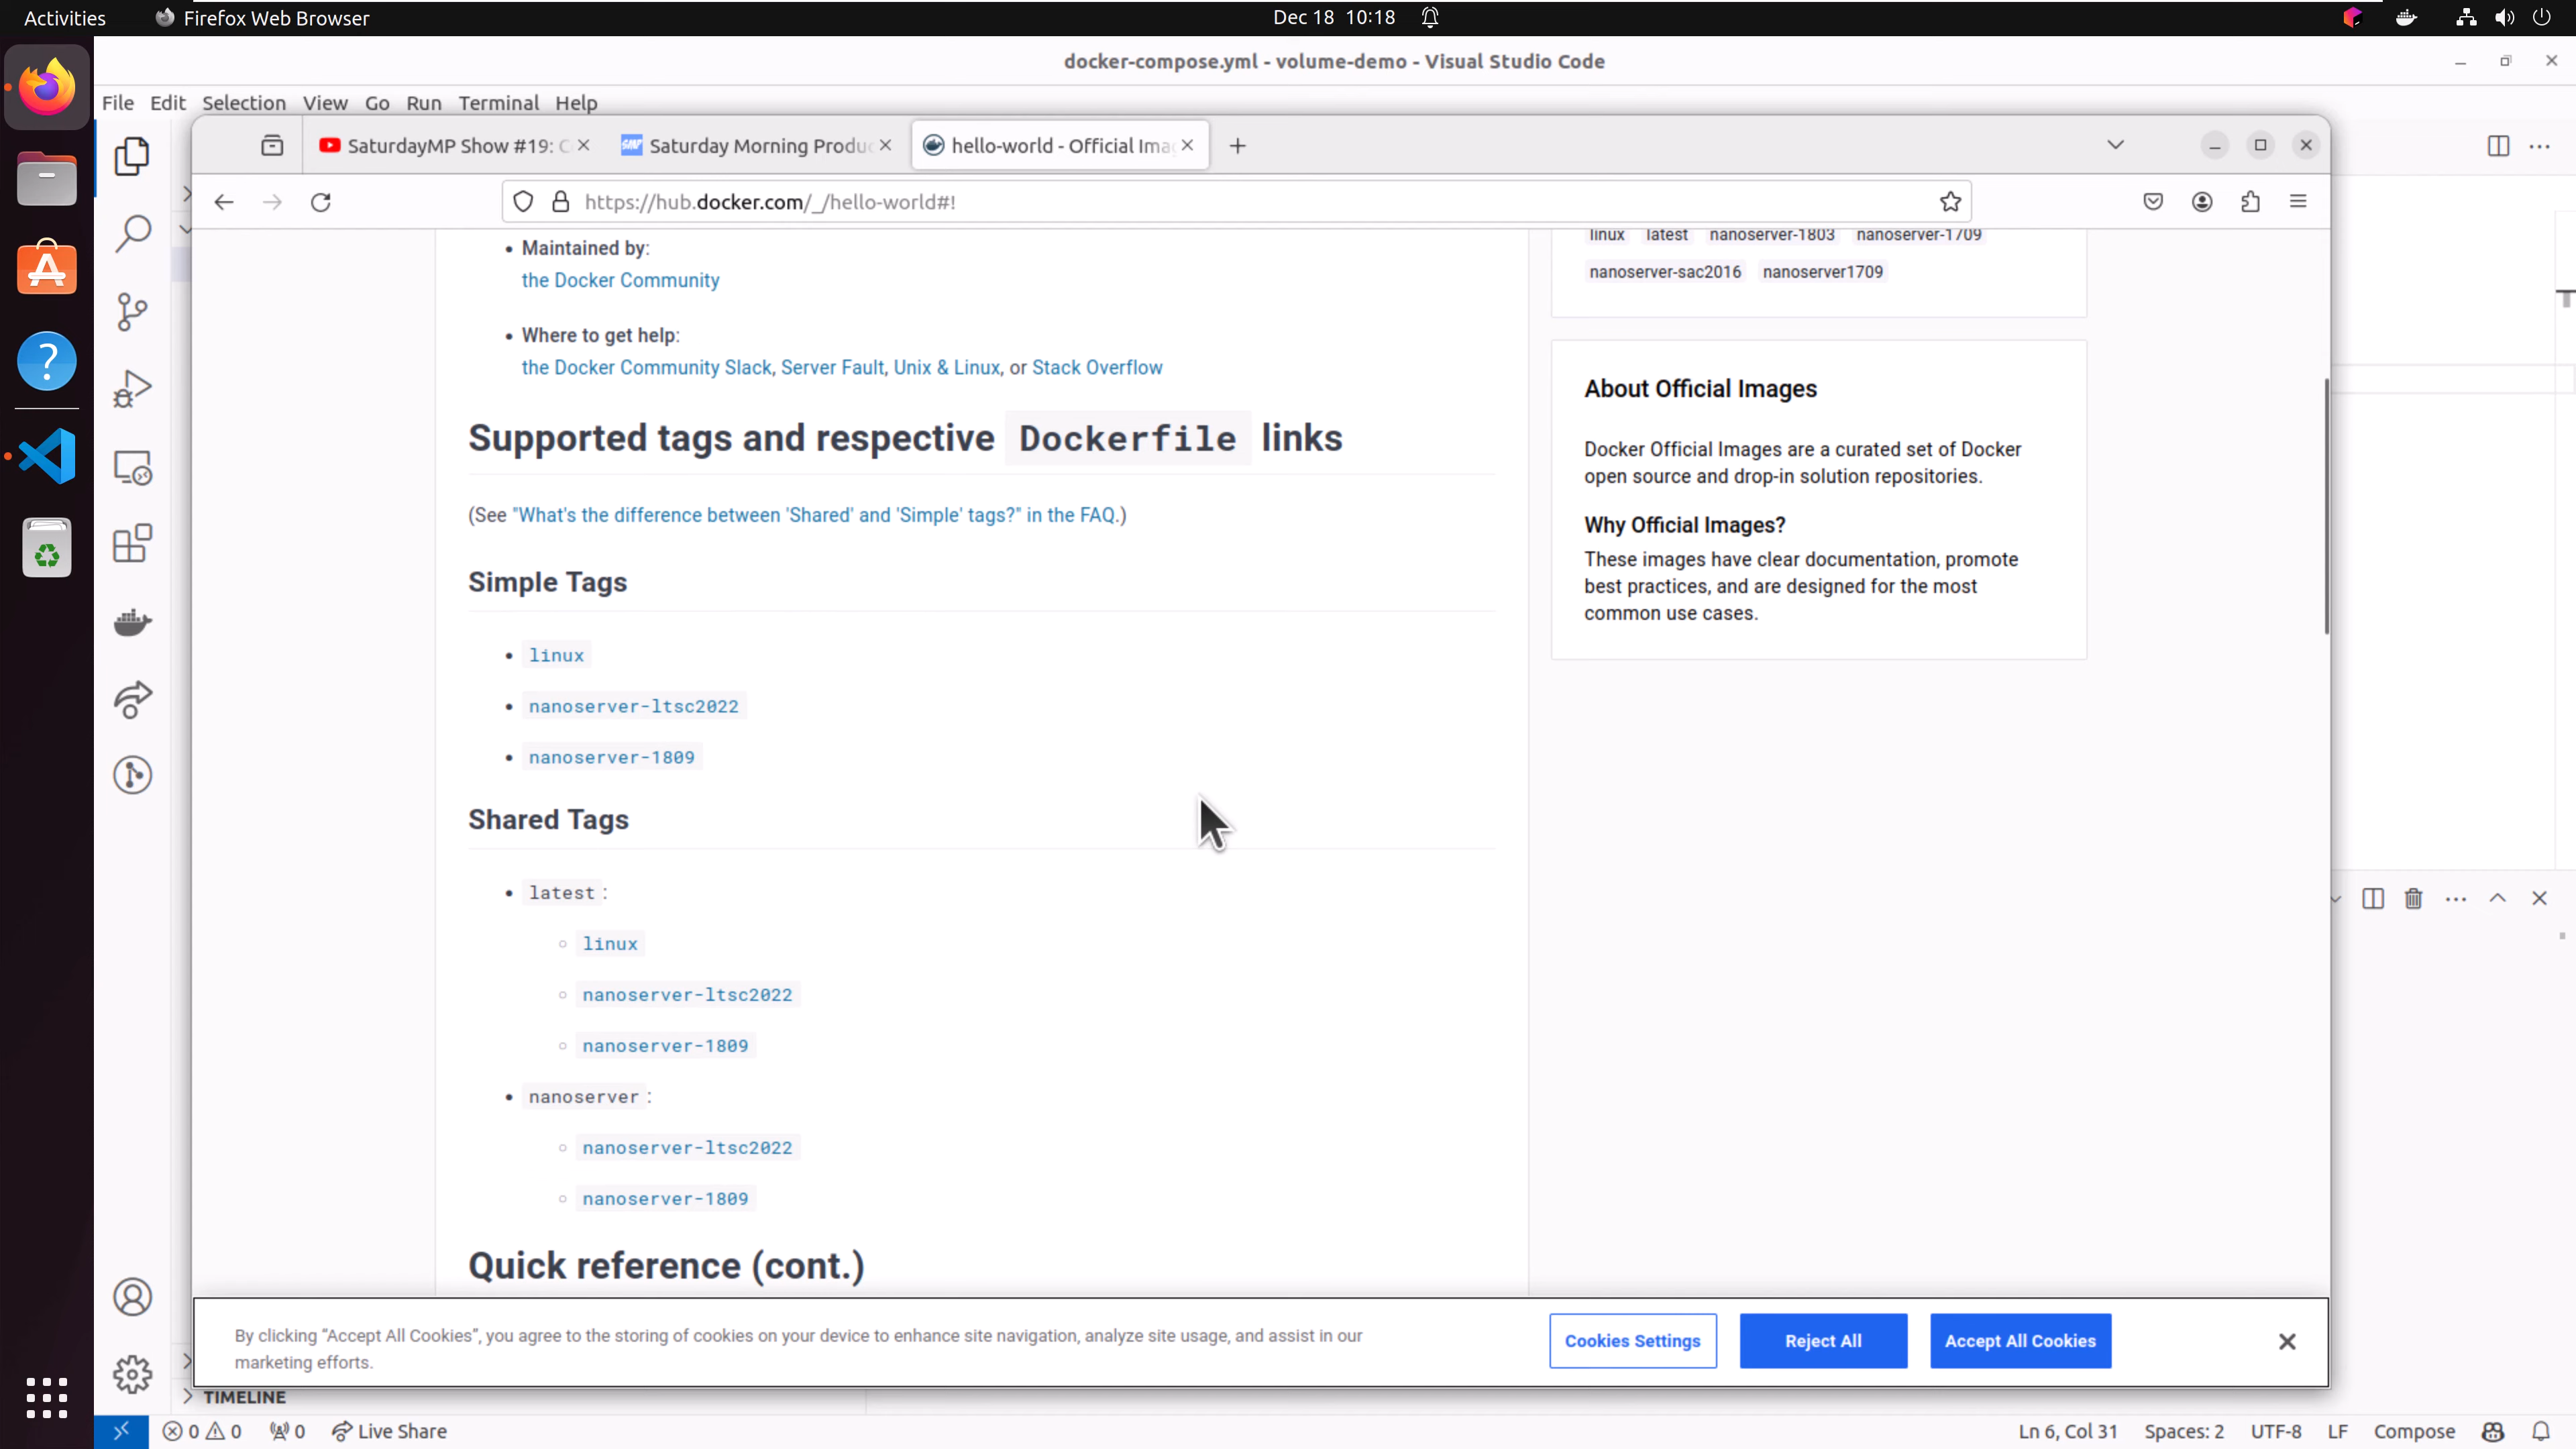 Activities
Firefox Web Browser
Dec 18 10:18
docker-compose.yml - volume-demo - Visual Studio Code
File Edit Selection View Go Run Terminal Help
SaturdayMP Show #19: C
Saturday Morning Produc
hello-world - Official Ima
https://hub.docker.com/_/hello-world#!
Maintained by:
the Docker Community
Where to get help:
the Docker Community Slack, Server Fault, Unix & Linux, or Stack Overflow
Supported tags and respective Dockerfile links
(See "What's the difference between 'Shared' and 'Simple' tags?" in the FAQ.)
Simple Tags
linux
nanoserver-ltsc2022
nanoserver-1809
Shared Tags
latest:
linux
nanoserver-ltsc2022
nanoserver-1809
nanoserver:
nanoserver-ltsc2022
nanoserver-1809
Quick reference (cont.)
linux latest nanoserver-1803 nanoserver-1709
nanoserver-sac2016 nanoserver1709
About Official Images
Docker Official Images are a curated set of Docker
open source and drop-in solution repositories.
Why Official Images?
These images have clear documentation, promote
best practices, and are designed for the most
common use cases.
By clicking “Accept All Cookies”, you agree to the storing of cookies on your device to enhance site navigation, analyze site usage, and assist in our
marketing efforts.
Cookies Settings
Reject All
Accept All Cookies
TIMELINE
0 0 0 Live Share
Ln 6, Col 31 Spaces: 2 UTF-8 LF Compose